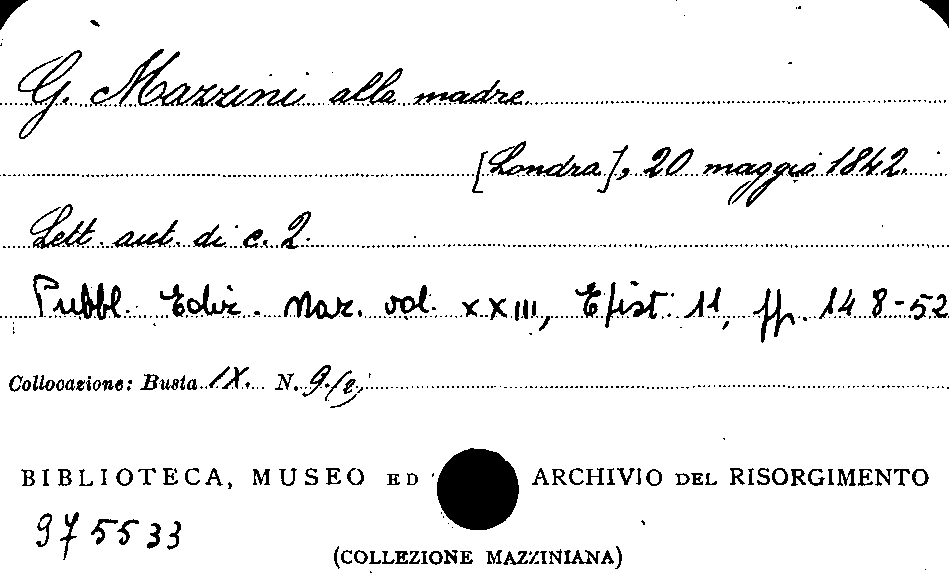 G. Mazzini alla madre
[Londra], 20 maggio 1842.
Lett. aut. di c. 2.
Pubbl. Ediz. Naz. vol. XXIII, Epist. 11, pp. 148-52
Collocazione: Busta IX. N. 9./
BIBLIOTECA, MUSEO ED ARCHIVIO DEL RISORGIMENTO
975533
(COLLEZIONE MAZZINIANA)